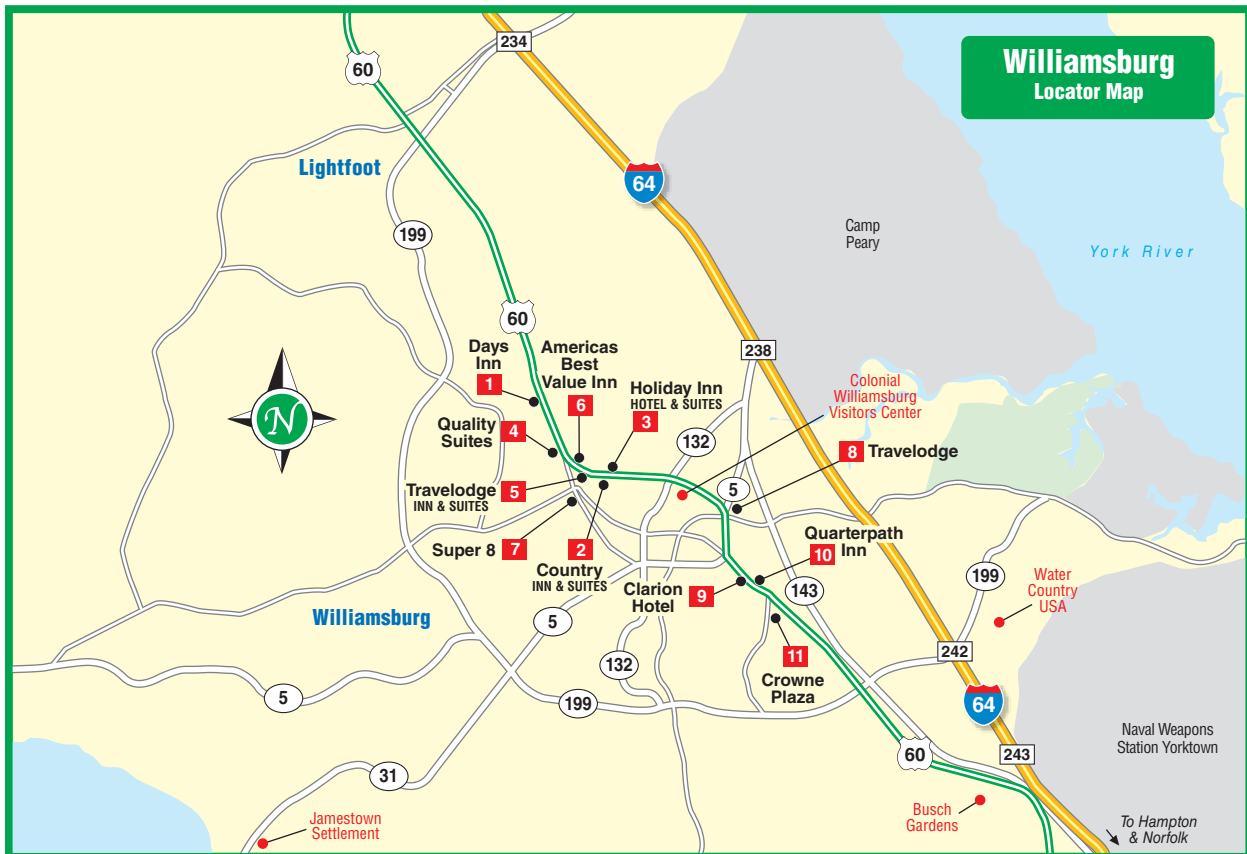 Williamsburg
Locator Map
234
60
Lightfoot
64
Camp
Peary
York River
199
60
238
Days
Inn
1
Americas
Best
Value Inn
6
Holiday Inn
HOTEL & SUITES
3
Colonial
Williamsburg
Visitors Center
N
Quality
Suites
4
132
8
Travelodge
Travelodge
INN & SUITES
5
5
Super 8
7
2
Country
INN & SUITES
Quarterpath
Inn
10
Clarion
Hotel
9
143
199
Water
Country
USA
Williamsburg
5
11
Crowne
Plaza
132
242
5
199
64
Naval Weapons
Station Yorktown
60
243
31
Jamestown
Settlement
Busch
Gardens
To Hampton
& Norfolk